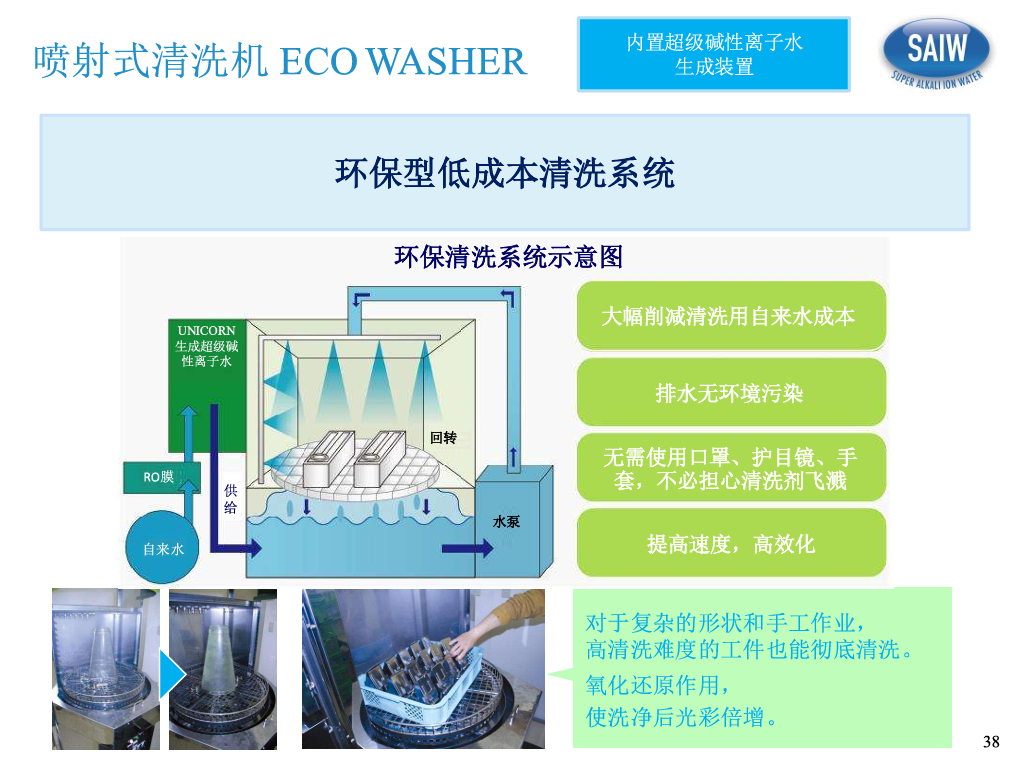 喷射式清洗机 ECO WASHER
内置超级碱性离子水
生成装置
SAIW
SUPER ALKALI ION WATER
环保型低成本清洗系统
环保清洗系统示意图
UNICORN
生成超级碱
性离子水
RO膜
自来水
供
给
回转
水泵
大幅削减清洗用自来水成本
排水无环境污染
无需使用口罩、护目镜、手
套，不必担心清洗剂飞溅
提高速度，高效化
对于复杂的形状和手工作业，
高清洗难度的工件也能彻底清洗。
氧化还原作用，
使洗净后光彩倍增。
38